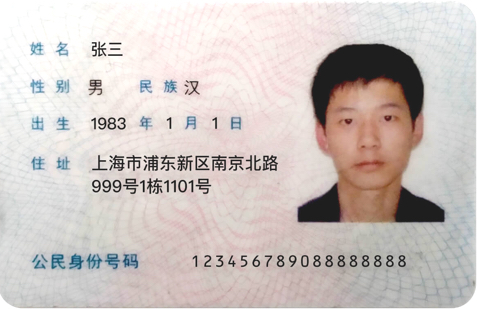 姓名 张三
性别 男 民族 汉
出生 1983 年 1 月 1 日
住址 上海市浦东新区南京北路
999号1栋1101号
公民身份号码 123456789088888888